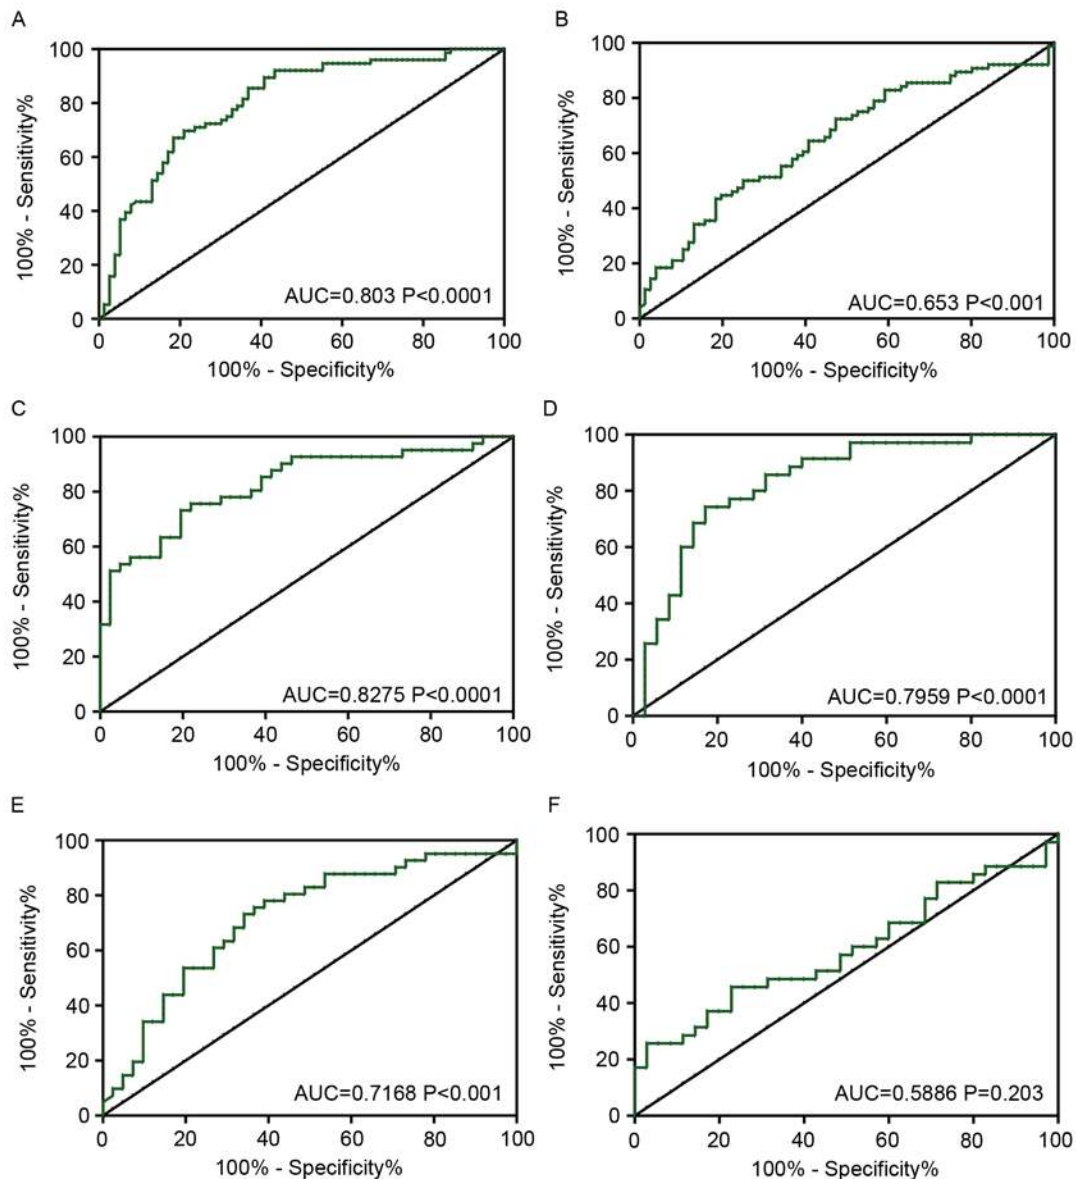 A
100% - Sensitivity%
100
80
60
40
20
0
0 20 40 60 80 100
AUC=0.803 P<0.0001
100% - Specificity%
B
100% - Sensitivity%
100
80
60
40
20
0
0 20 40 60 80 100
AUC=0.653 P<0.001
100% - Specificity%
C
100% - Sensitivity%
100
80
60
40
20
0
0 20 40 60 80 100
AUC=0.8275 P<0.0001
100% - Specificity%
D
100% - Sensitivity%
100
80
60
40
20
0
0 20 40 60 80 100
AUC=0.7959 P<0.0001
100% - Specificity%
E
100% - Sensitivity%
100
80
60
40
20
0
0 20 40 60 80 100
AUC=0.7168 P<0.001
100% - Specificity%
F
100% - Sensitivity%
100
80
60
40
20
0
0 20 40 60 80 100
AUC=0.5886 P=0.203
100% - Specificity%